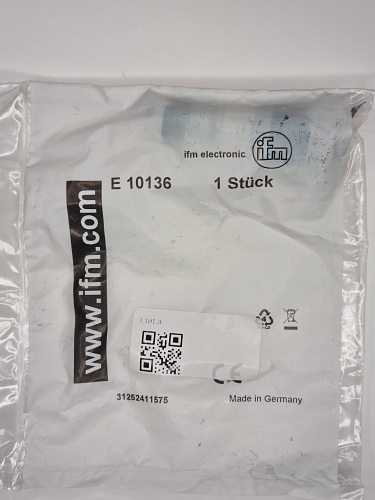 ifm electronic ifm
E 10136 1 Stück
www.ifm.com
CE
31252411575 Made in Germany